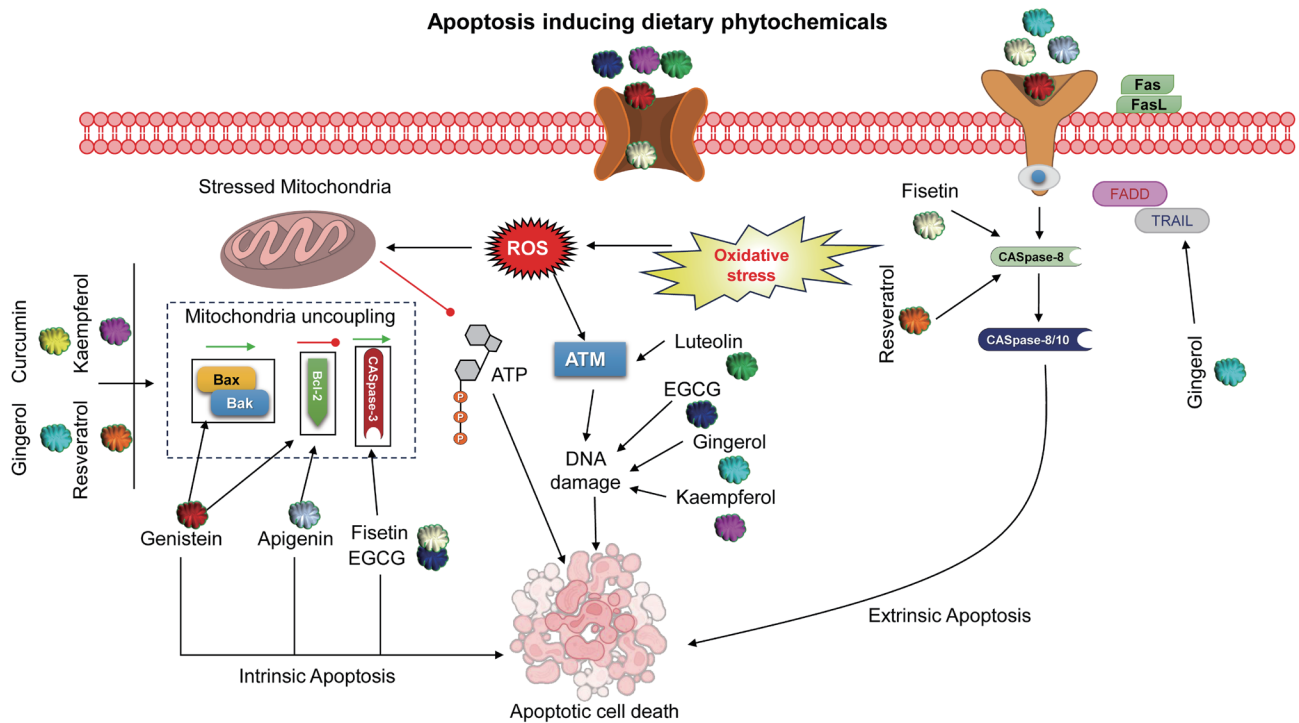 Apoptosis inducing dietary phytochemicals
Fas
FasL
Stressed Mitochondria
Fisetin
FADD
TRAIL
ROS
Oxidative
stress
CASpase-8
Curcumin
Kaempferol
Mitochondria uncoupling
Resveratrol
Luteolin
ATM
CASpase-8/10
Bax
Bak
Bcl-2
CASpase-3
ATP
P
P
P
EGCG
Gingerol
Gingerol
Resveratrol
Gingerol
DNA
damage
Kaempferol
Genistein
Apigenin
Fisetin
EGCG
Extrinsic Apoptosis
Intrinsic Apoptosis
Apoptotic cell death